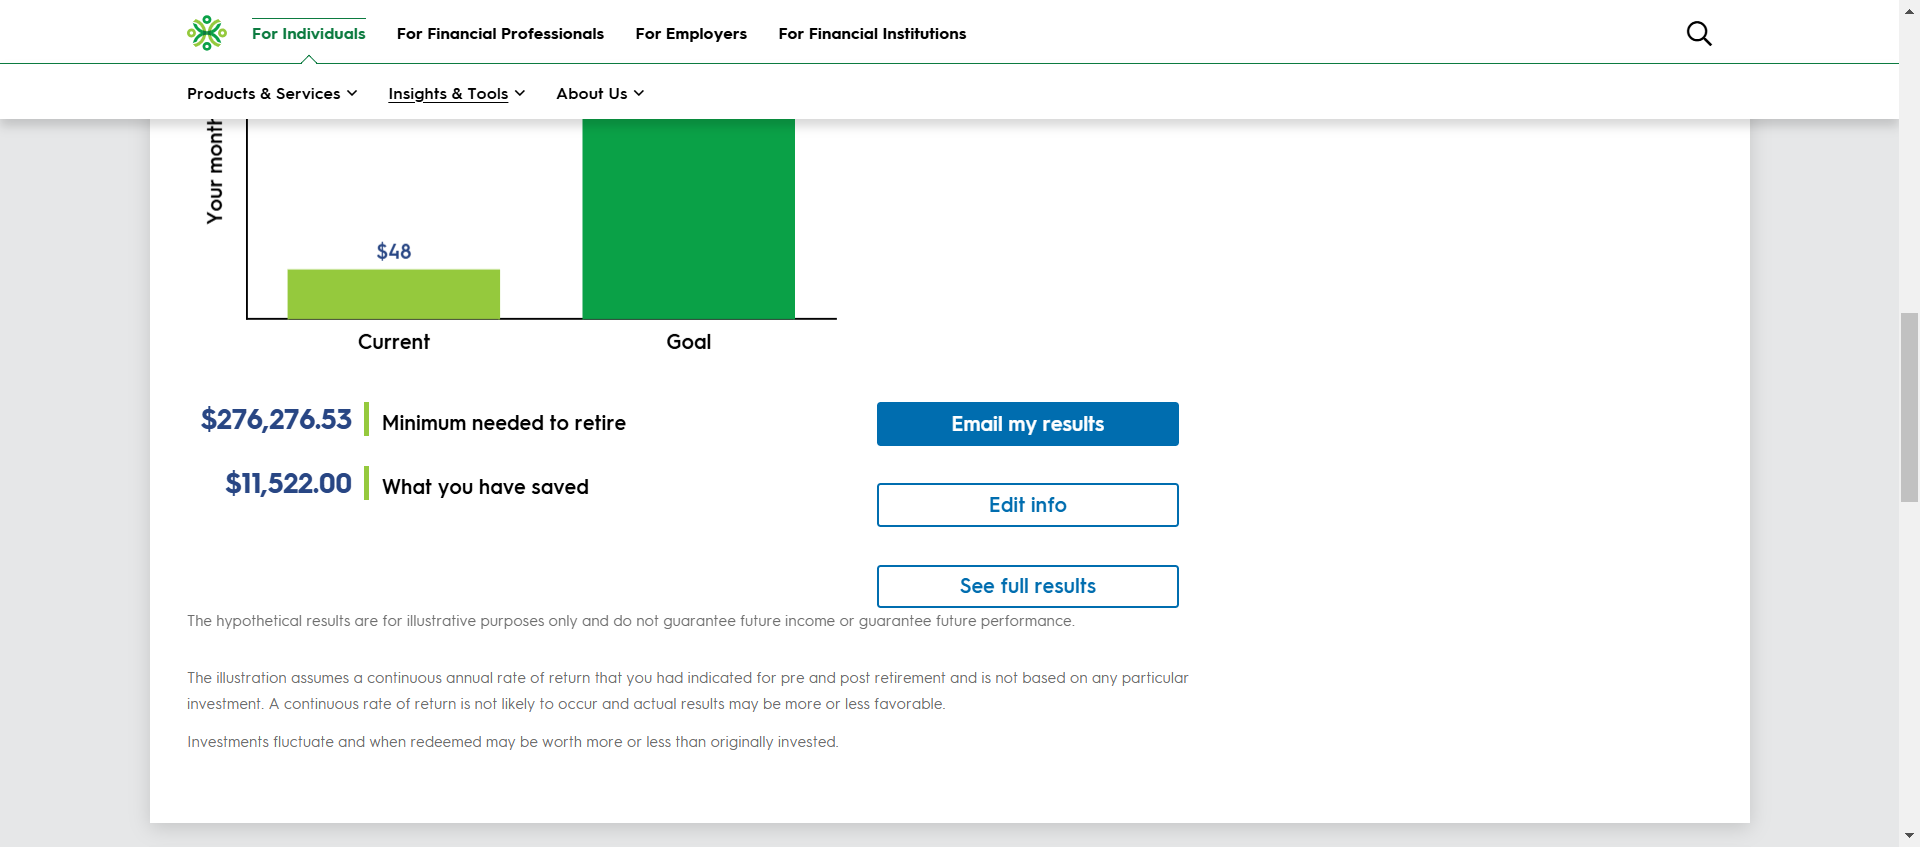 For Individuals For Financial Professionals For Employers For Financial Institutions
Products & Services Insights & Tools About Us
Your
$48
Current Goal
$276,276.53 Minimum needed to retire
$11,522.00 What you have saved
Email my results
Edit info
See full results
The hypothetical results are for illustrative purposes only and do not guarantee future income or guarantee future performance.
The illustration assumes a continuous annual rate of return that you had indicated for pre and post retirement and is not based on any particular
investment. A continuous rate of return is not likely to occur and actual results may be more or less favorable.
Investments fluctuate and when redeemed may be worth more or less than originally invested.